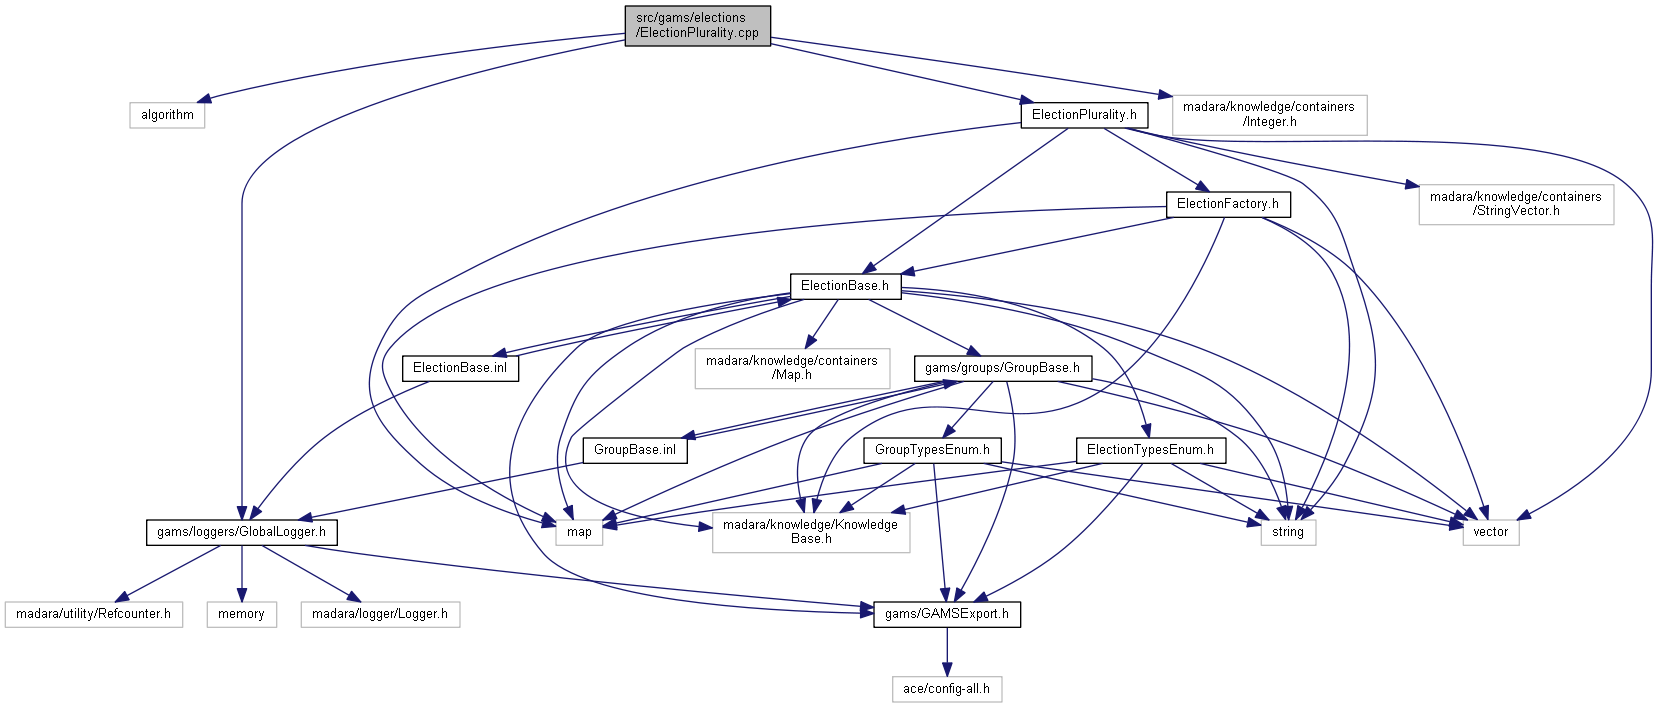 src/gams/elections
/ElectionPlurality.cpp
algorithm
ElectionPlurality.h
madara/knowledge/containers
/Integer.h
ElectionFactory.h
madara/knowledge/containers
/StringVector.h
ElectionBase.h
ElectionBase.inl
madara/knowledge/containers
/Map.h
gams/groups/GroupBase.h
GroupBase.inl
GroupTypesEnum.h
ElectionTypesEnum.h
gams/loggers/GlobalLogger.h
map
madara/knowledge/Knowledge
Base.h
string
vector
madara/utility/Refcounter.h
memory
madara/logger/Logger.h
gams/GAMSExport.h
ace/config-all.h